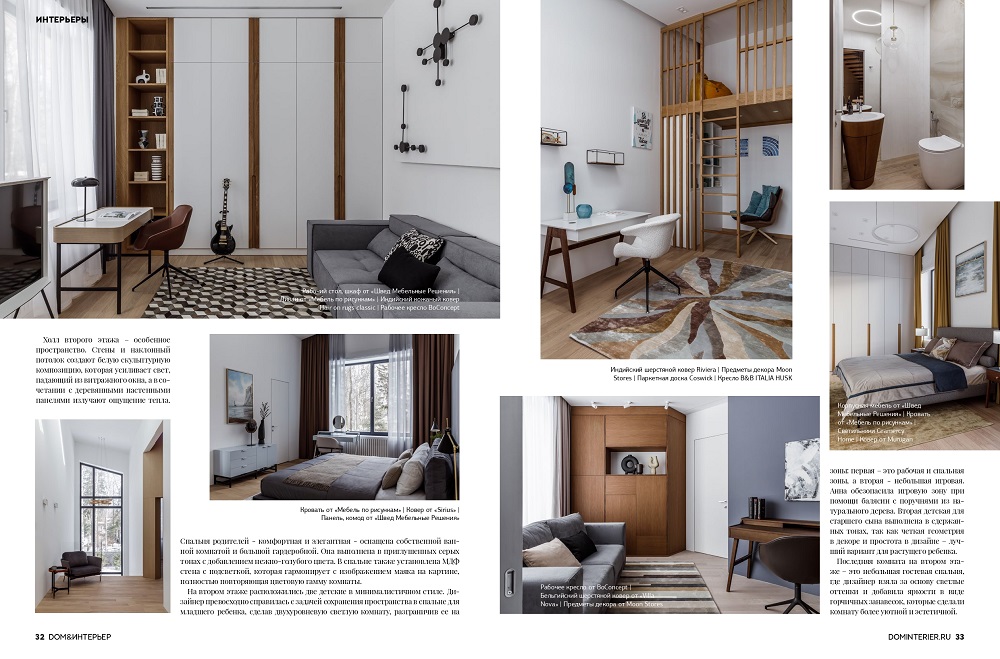 ИНТЕРЬЕРЫ
Рабочий стол, шкаф от «Швед Мебельные Решения» |
Диван от «Мебель по рисункам» | Индийский кожаный ковер
Hair on rugs classic | Рабочее кресло BoConcept
Холл второго этажа – особенное
пространство. Стены и наклонный
потолок создают белую скульптурную
композицию, которая усиливает свет,
падающий из витражного окна, а в со-
четании с деревянными настенными
панелями излучают ощущение тепла.
Кровать от «Мебель по рисункам» | Ковер от «Sirius» |
Панель, комод от «Швед Мебельные Решения»
Спальня родителей – комфортная и элегантная – оснащена собственной ван-
ной комнатой и большой гардеробной. Она выполнена в приглушенных серых
тонах с добавлением нежно-голубого цвета. В спальне также установлена МДФ
стена с подсветкой, которая гармонирует с изображением маяка на картине,
полностью повторяющая цветовую гамму комнаты.
На втором этаже расположились две детские в минималистичном стиле. Ди-
зайнер превосходно справилась с задачей сохранения пространства в спальне для
младшего ребенка, сделав двухуровневую светлую комнату, разграничив ее на
32 DOM&ИНТЕРЬЕР
Индийский шерстяной ковер Riviera | Предметы декора Moon
Stores | Паркетная доска Coswick | Кресло B&B ITALIA HUSK
Корпусная мебель от «Швед
Мебельные Решения» | Кровать
от «Мебель по рисункам» |
Светильники Gramercy
Home | Ковер от Murugan
Рабочее кресло от BoConcept |
Бельгийский шерстяной ковер от «Villa
Nova» | Предметы декора от Moon Stores
зоны: первая – это рабочая и спальная
зоны, а вторая - небольшая игровая.
Анна обезопасила игровую зону при
помощи балясин с поручнями из на-
турального дерева. Вторая детская для
старшего сына выполнена в сдержан-
ных тонах, так как четкая геометрия
в декоре и простота в дизайне – луч-
ший вариант для растущего ребенка.
Последняя комната на втором эта-
же – это небольшая гостевая спальня,
где дизайнер взяла за основу светлые
оттенки и добавила яркости в виде
горчичных занавесок, которые сделали
комнату более уютной и эстетичной.
DOMINTERIER.RU 33